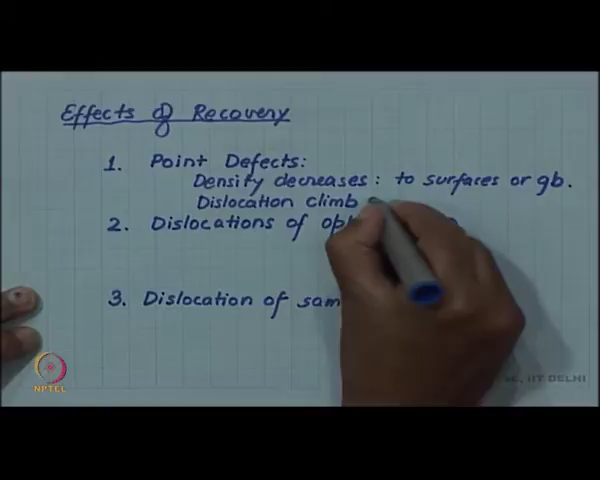 Effects of Recovery
1. Point Defects:
Density decreases: to surfaces or gb.
Dislocation climb
2. Dislocations of
3. Dislocation of sam
NPTEL
IIT DELHI